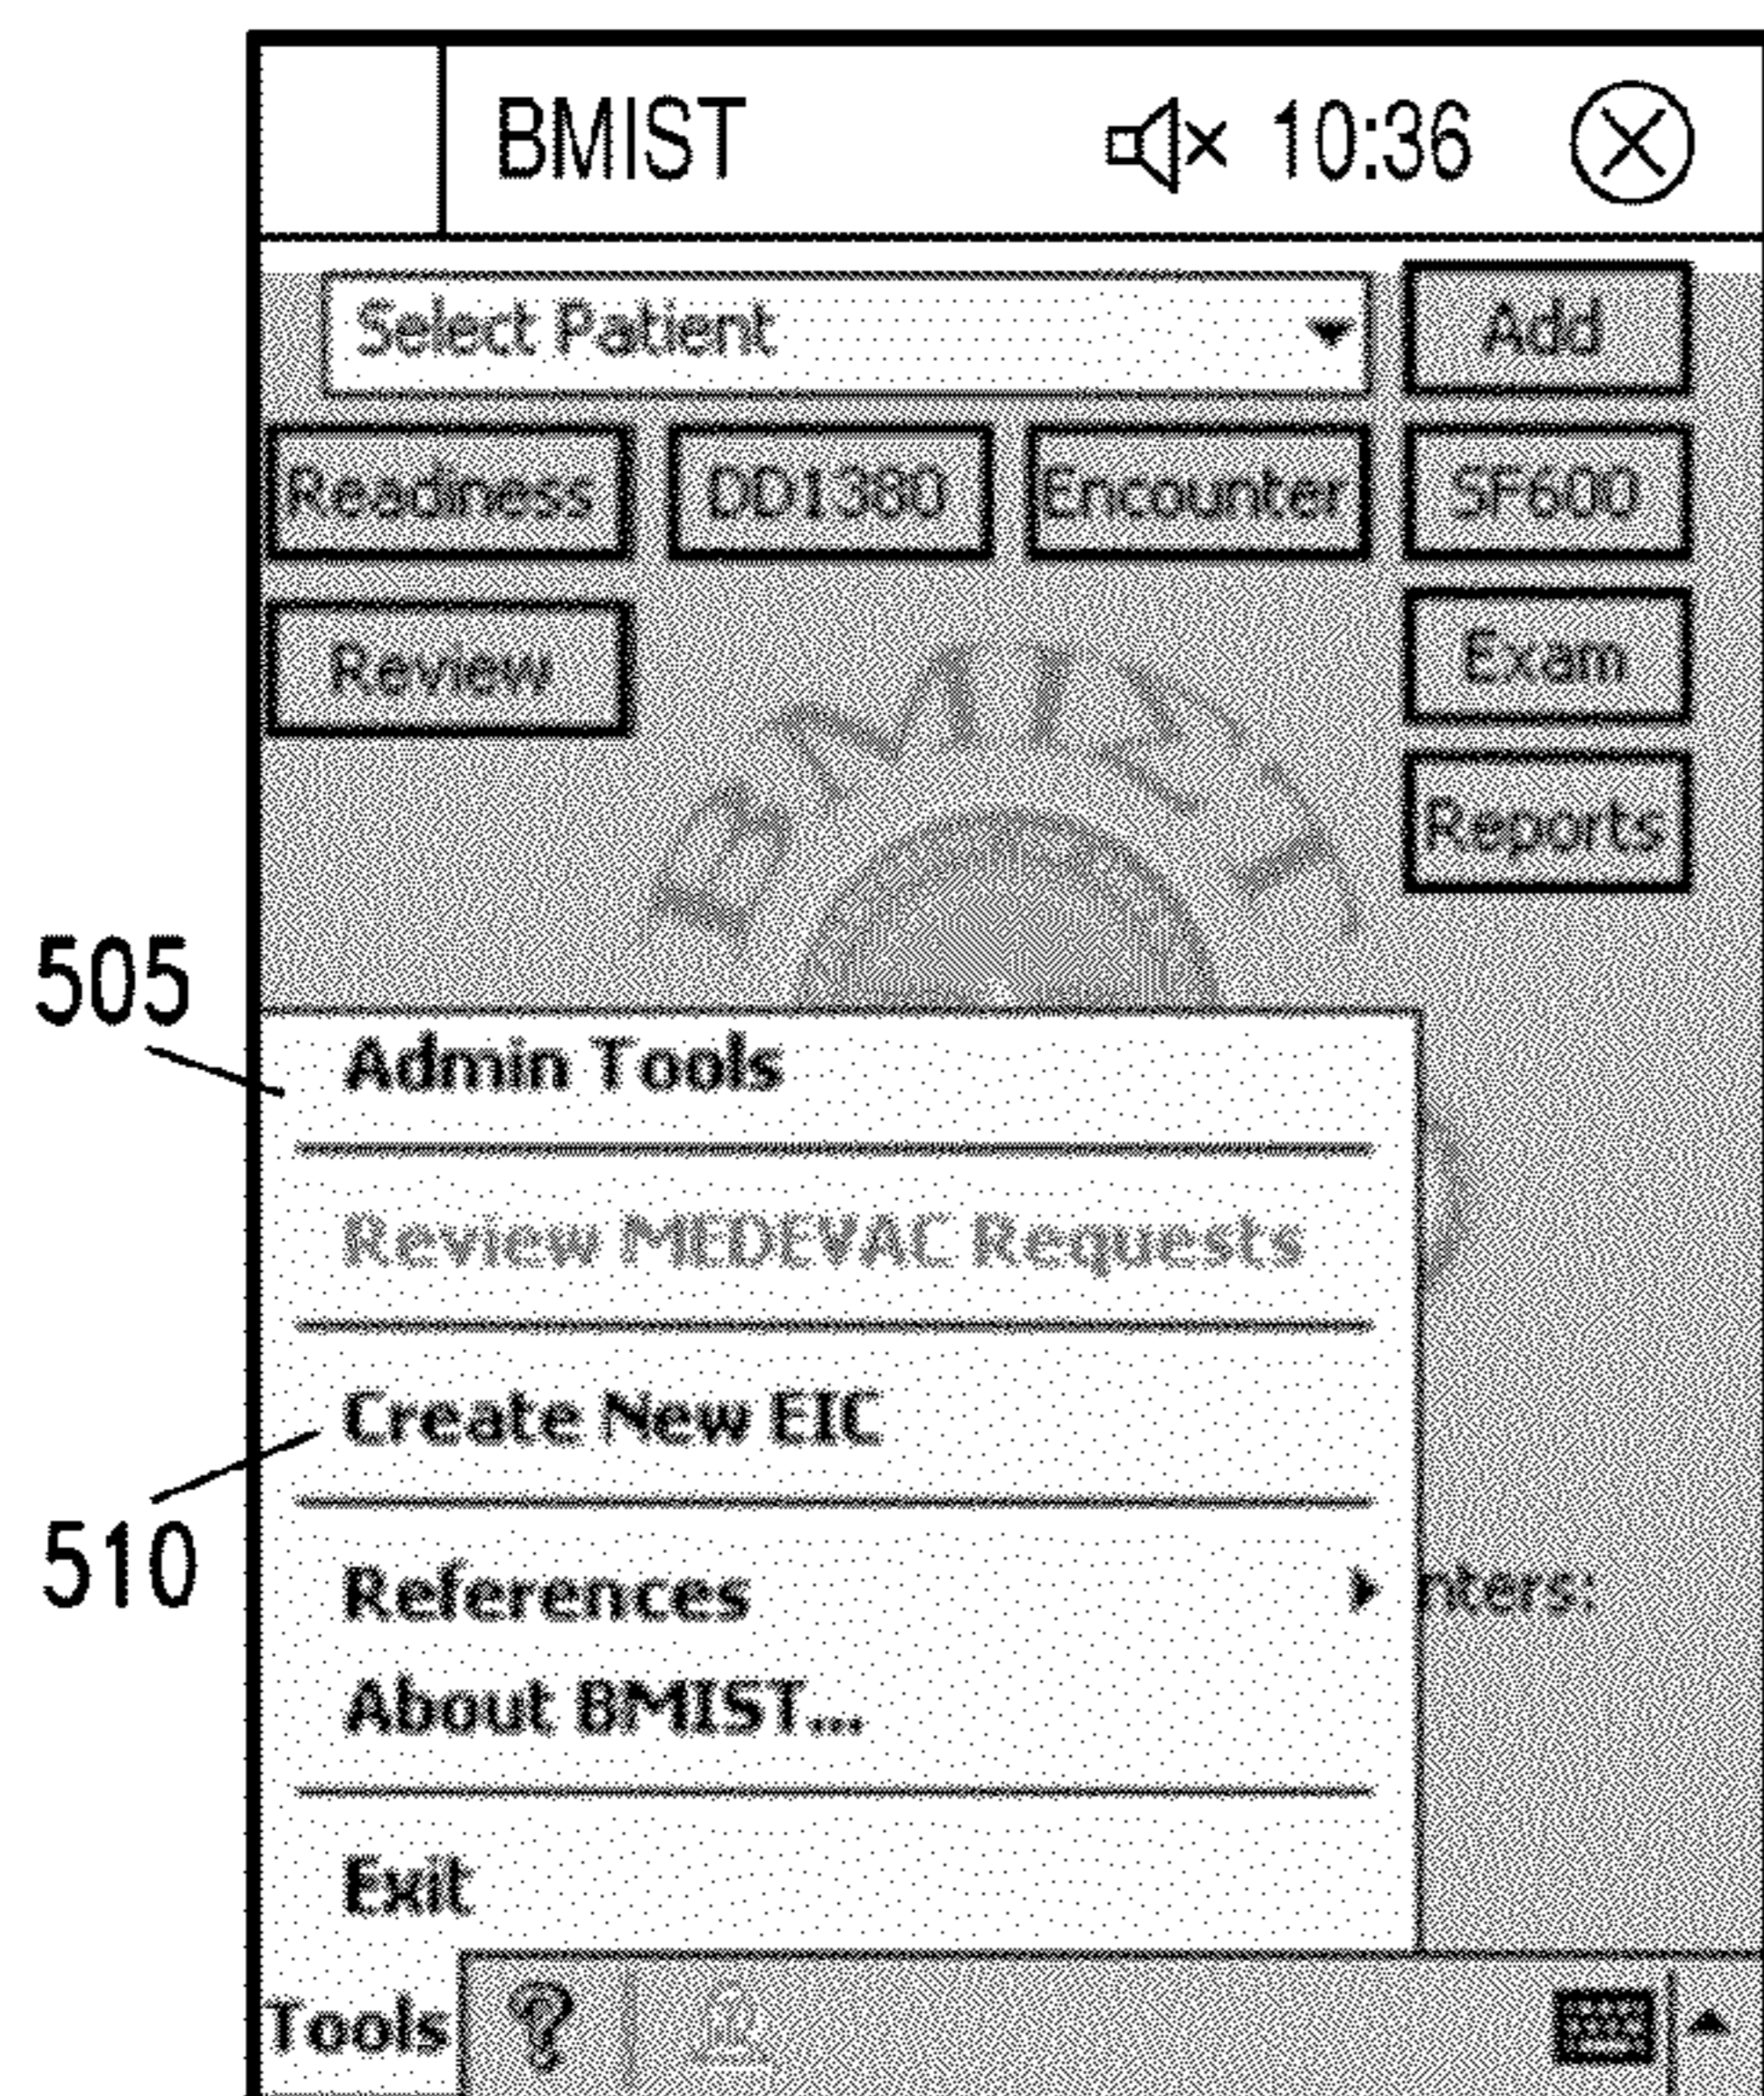 BMIST 10:36
Select Patient Add
Readiness DD1380 Encounter SF600
Review Exam
Reports
505
Admin Tools
Review MEDEVAC Requests
Create New EIC
510
References nters:
About BMIST...
Exit
Tools ?